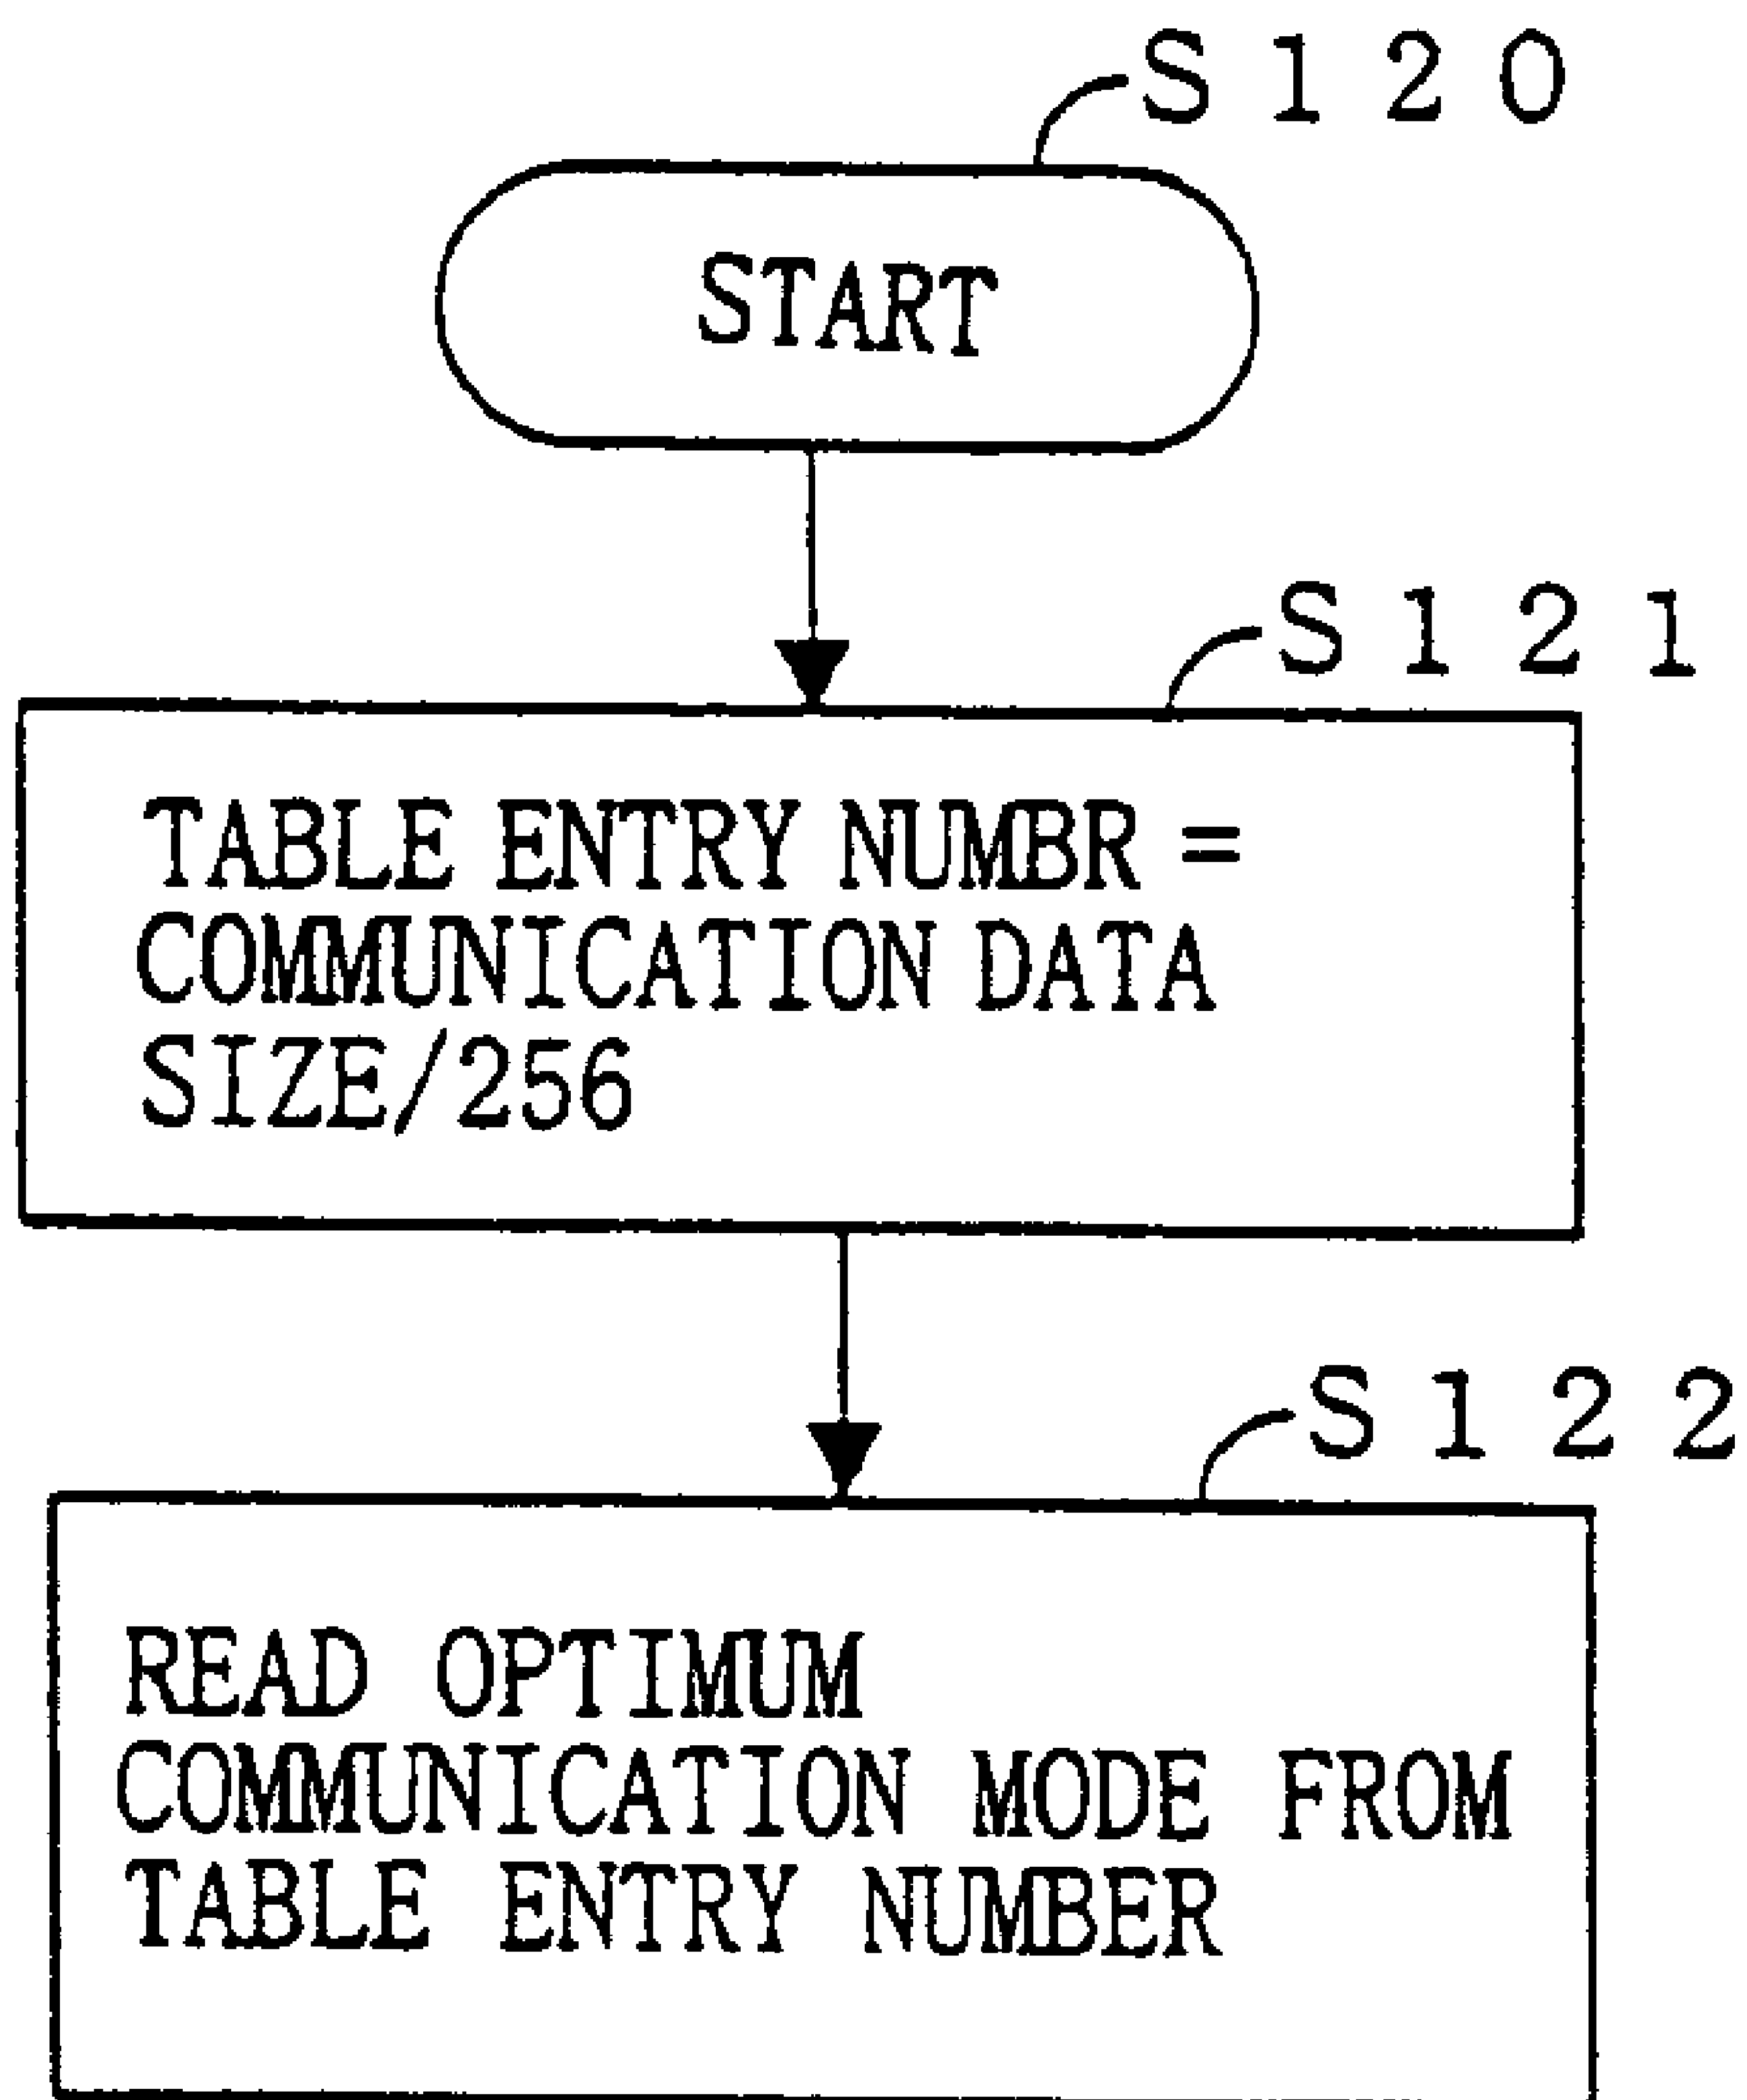 S120
START
S121
TABLE ENTRY NUMBR =
COMMUNICATION DATA
SIZE/256
S122
READ OPTIMUM
COMMUNICATION MODE FROM
TABLE ENTRY NUMBER